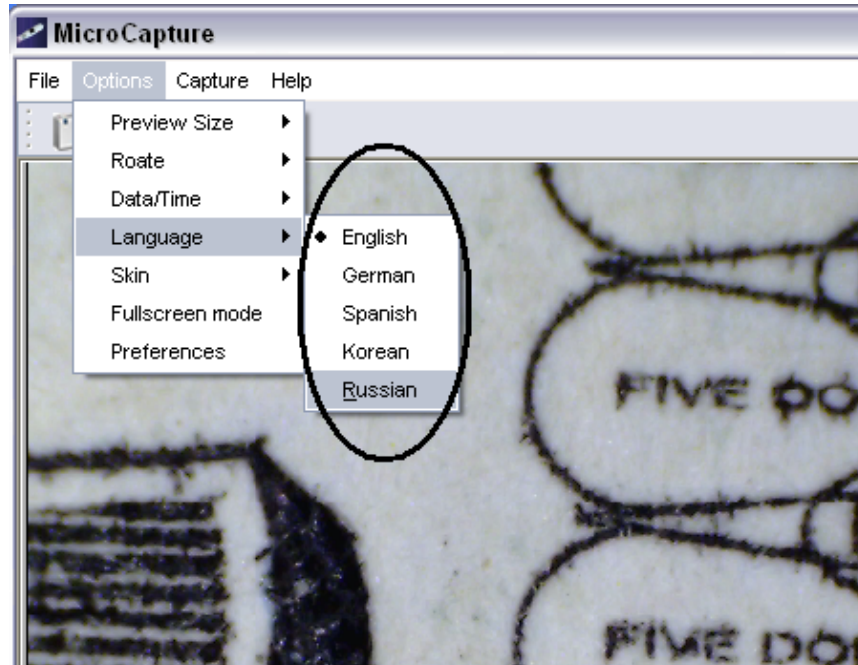 MicroCapture
File Options Capture Help
Preview Size
Roate
Data/Time
Language
Skin
Fullscreen mode
Preferences
English
German
Spanish
Korean
Russian
FIVE DO
FIVE DO